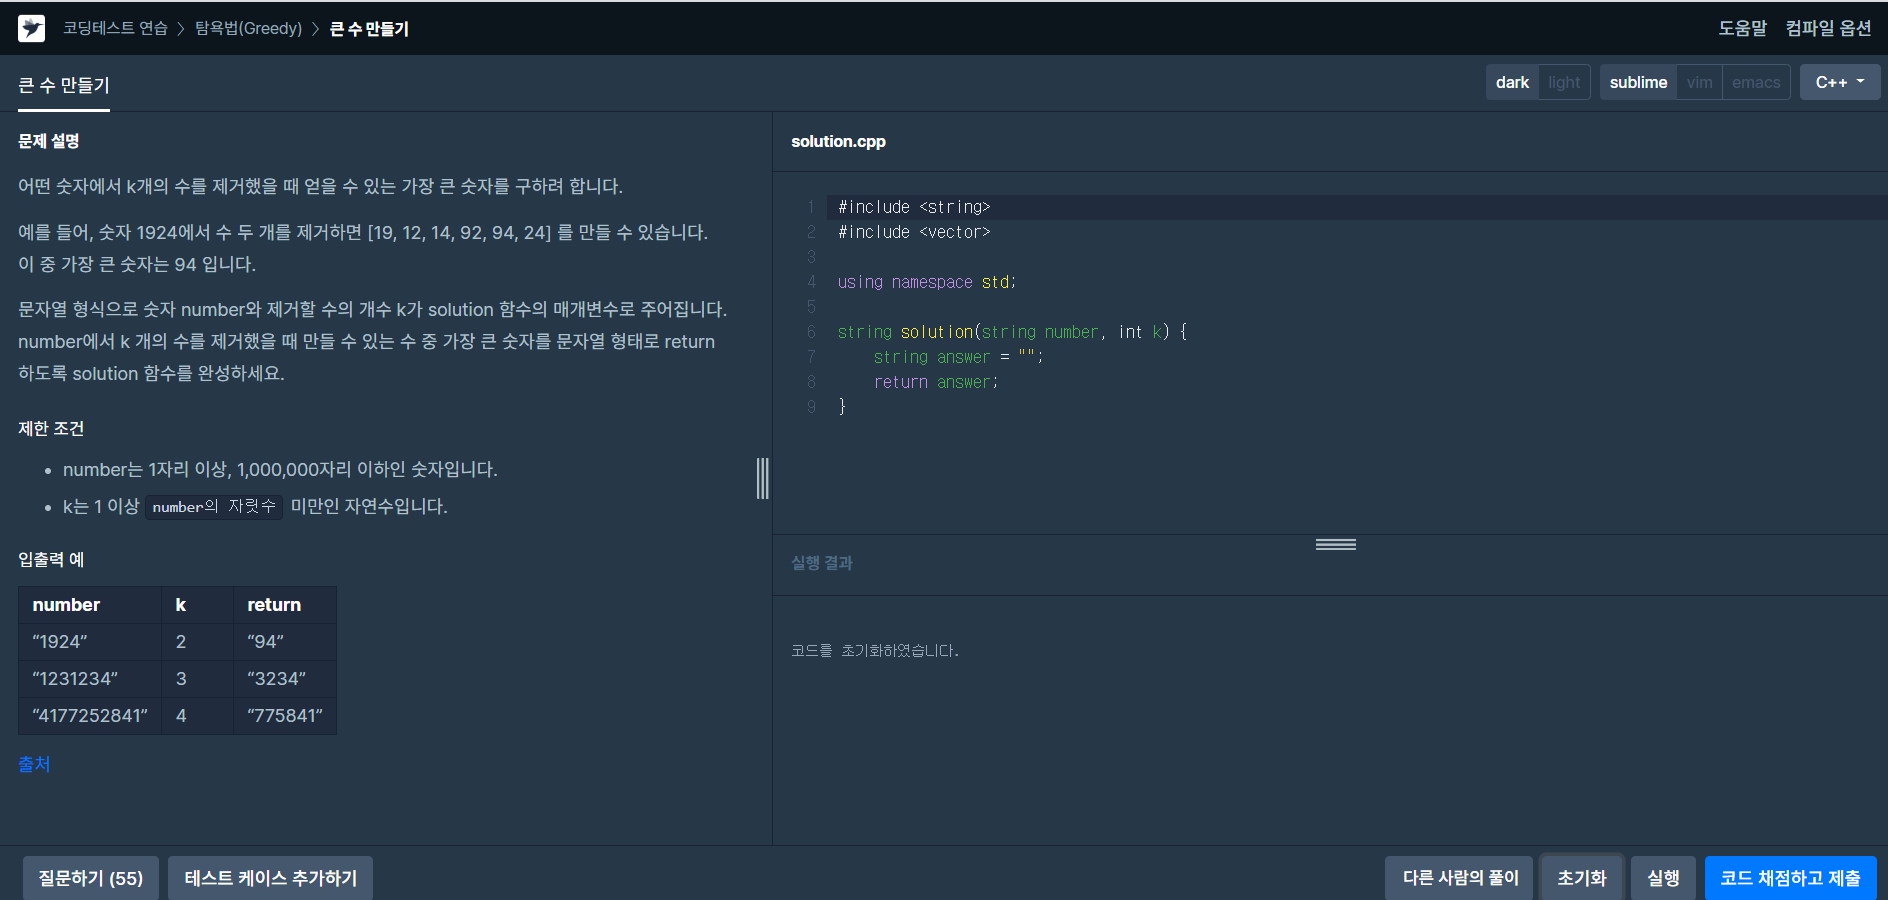 코딩테스트 연습 > 탐욕법(Greedy) > 큰 수 만들기
도움말 컴파일 옵션
큰 수 만들기
dark light sublime vim emacs C++
문제 설명
어떤 숫자에서 k개의 수를 제거했을 때 얻을 수 있는 가장 큰 숫자를 구하려 합니다.
예를 들어, 숫자 1924에서 수 두 개를 제거하면 [19, 12, 14, 92, 94, 24] 를 만들 수 있습니다.
이 중 가장 큰 숫자는 94 입니다.
문자열 형식으로 숫자 number와 제거할 수의 개수 k가 solution 함수의 매개변수로 주어집니다.
number에서 k 개의 수를 제거했을 때 만들 수 있는 수 중 가장 큰 숫자를 문자열 형태로 return
하도록 solution 함수를 완성하세요.
제한 조건
• number는 1자리 이상, 1,000,000자리 이하인 숫자입니다.
• k는 1 이상 number의 자릿수 미만인 자연수입니다.
입출력 예
number k return
“1924” 2 “94”
“1231234” 3 “3234”
“4177252841” 4 “775841”
출처
solution.cpp
1 #include <string>
2 #include <vector>
3
4 using namespace std;
5
6 string solution(string number, int k) {
7     string answer = "";
8     return answer;
9 }
실행 결과
코드를 초기화하였습니다.
질문하기 (55) 테스트 케이스 추가하기
다른 사람의 풀이 초기화 실행 코드 채점하고 제출